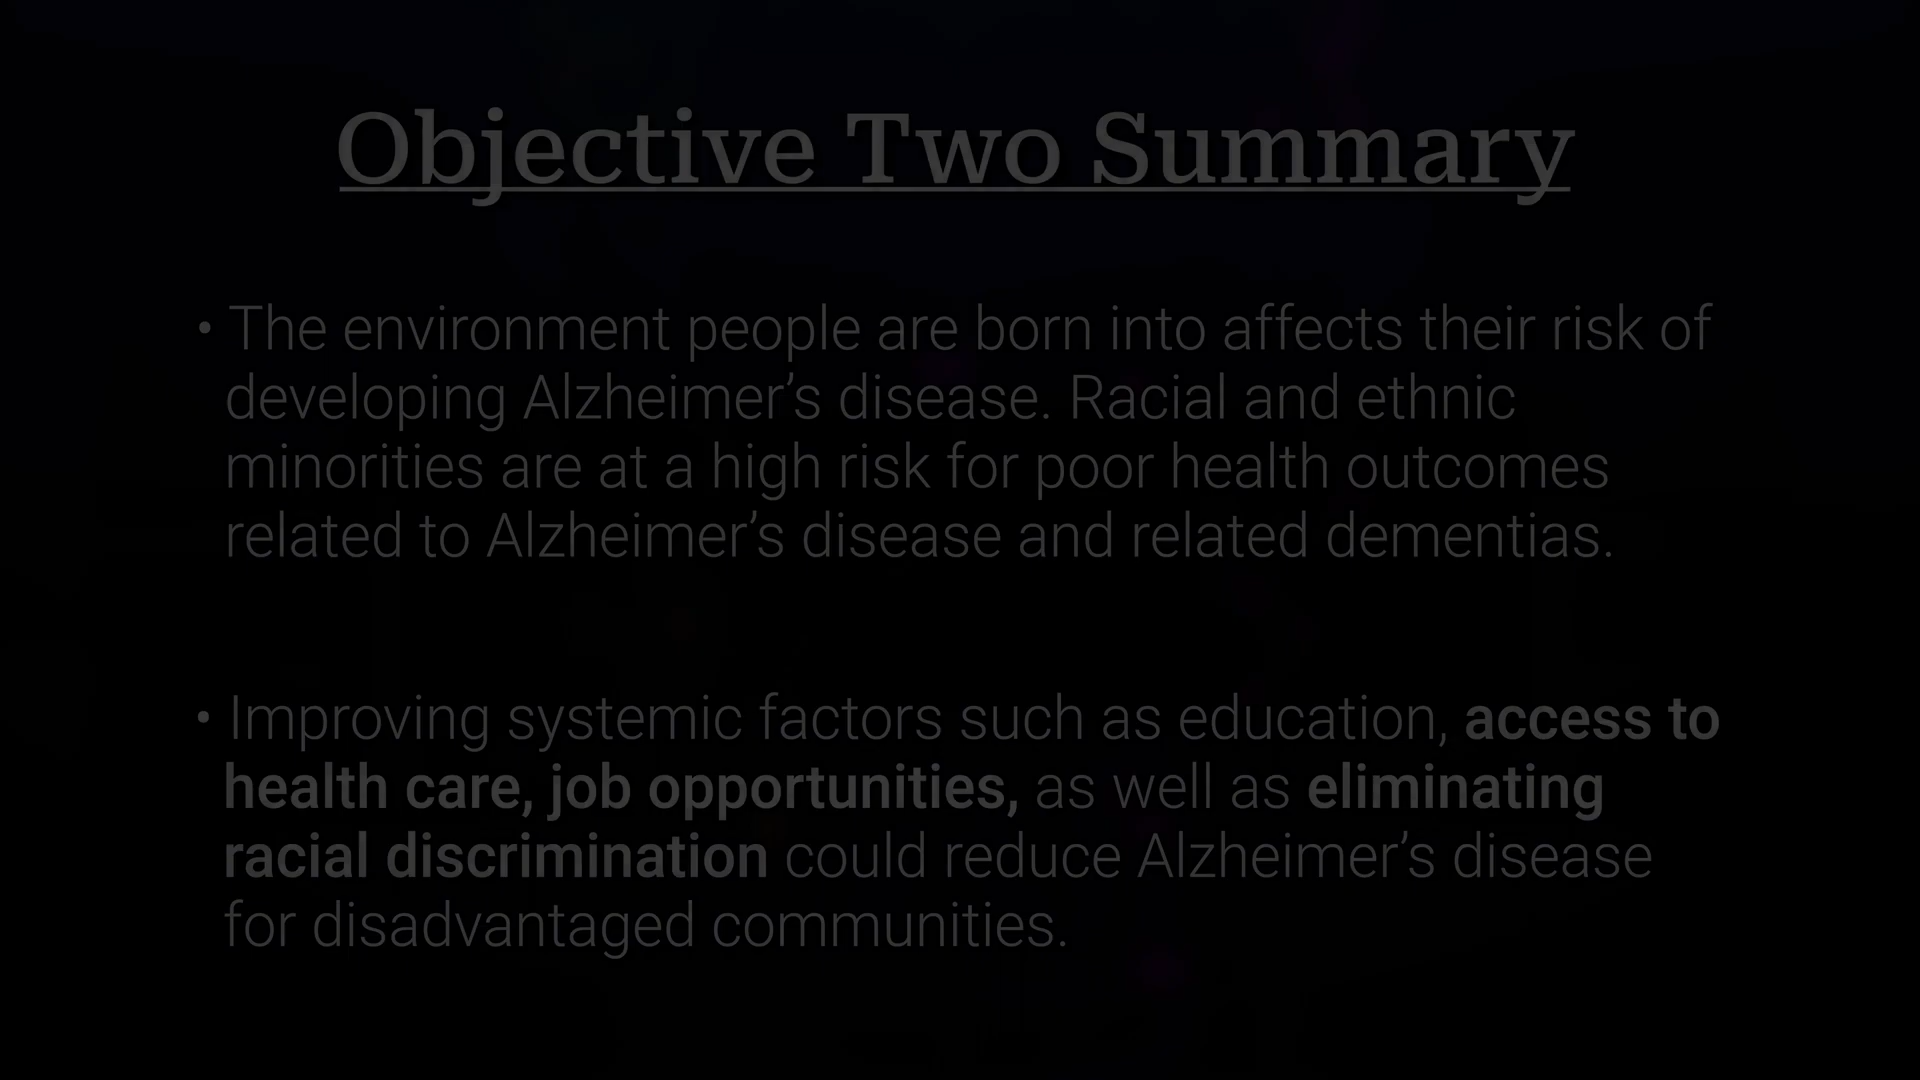 Objective Two Summary
• The environment people are born into affects their risk of
developing Alzheimer’s disease. Racial and ethnic
minorities are at a high risk for poor health outcomes
related to Alzheimer’s disease and related dementias.
• Improving systemic factors such as education, access to
health care, job opportunities, as well as eliminating
racial discrimination could reduce Alzheimer’s disease
for disadvantaged communities.